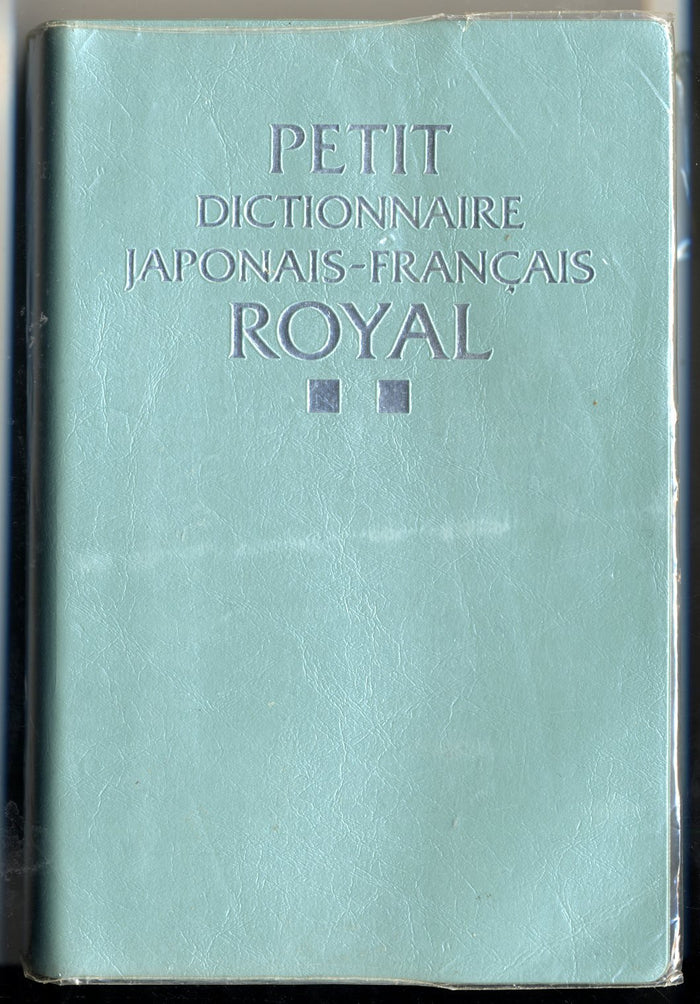 PETIT
DICTIONNAIRE
JAPONAIS-FRANÇAIS
ROYAL